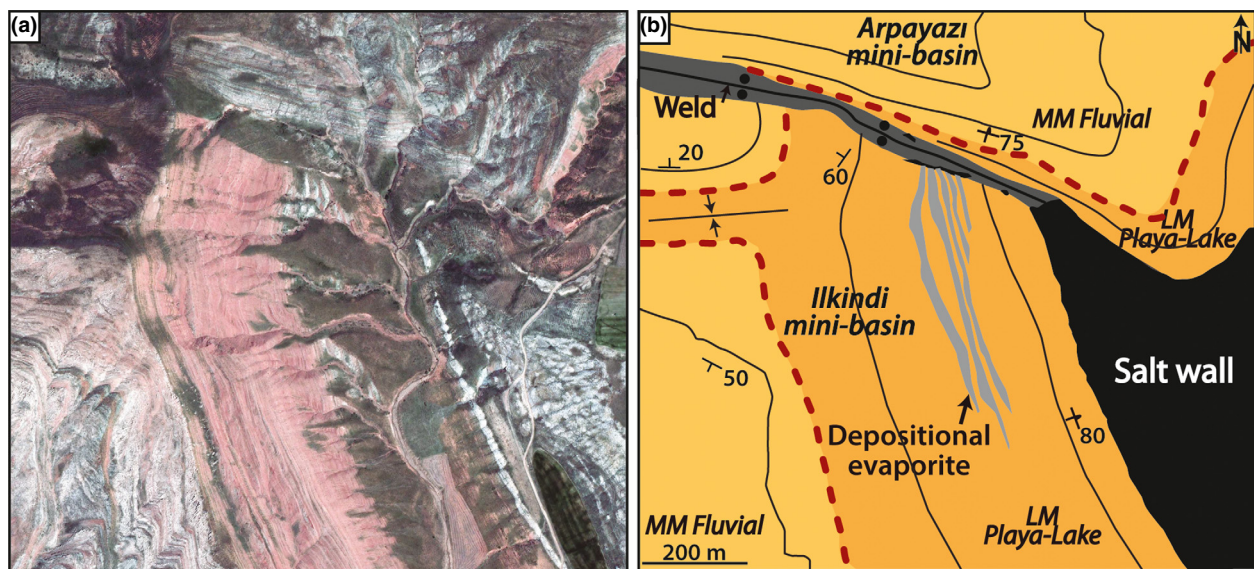 (a)
(b)
Arpayazı
mini-basin
N
Weld
MM Fluvial
75
20
60
LM
Playa-Lake
Ilkindi
mini-basin
Salt wall
50
80
Depositional
evaporite
LM
Playa-Lake
MM Fluvial
200 m